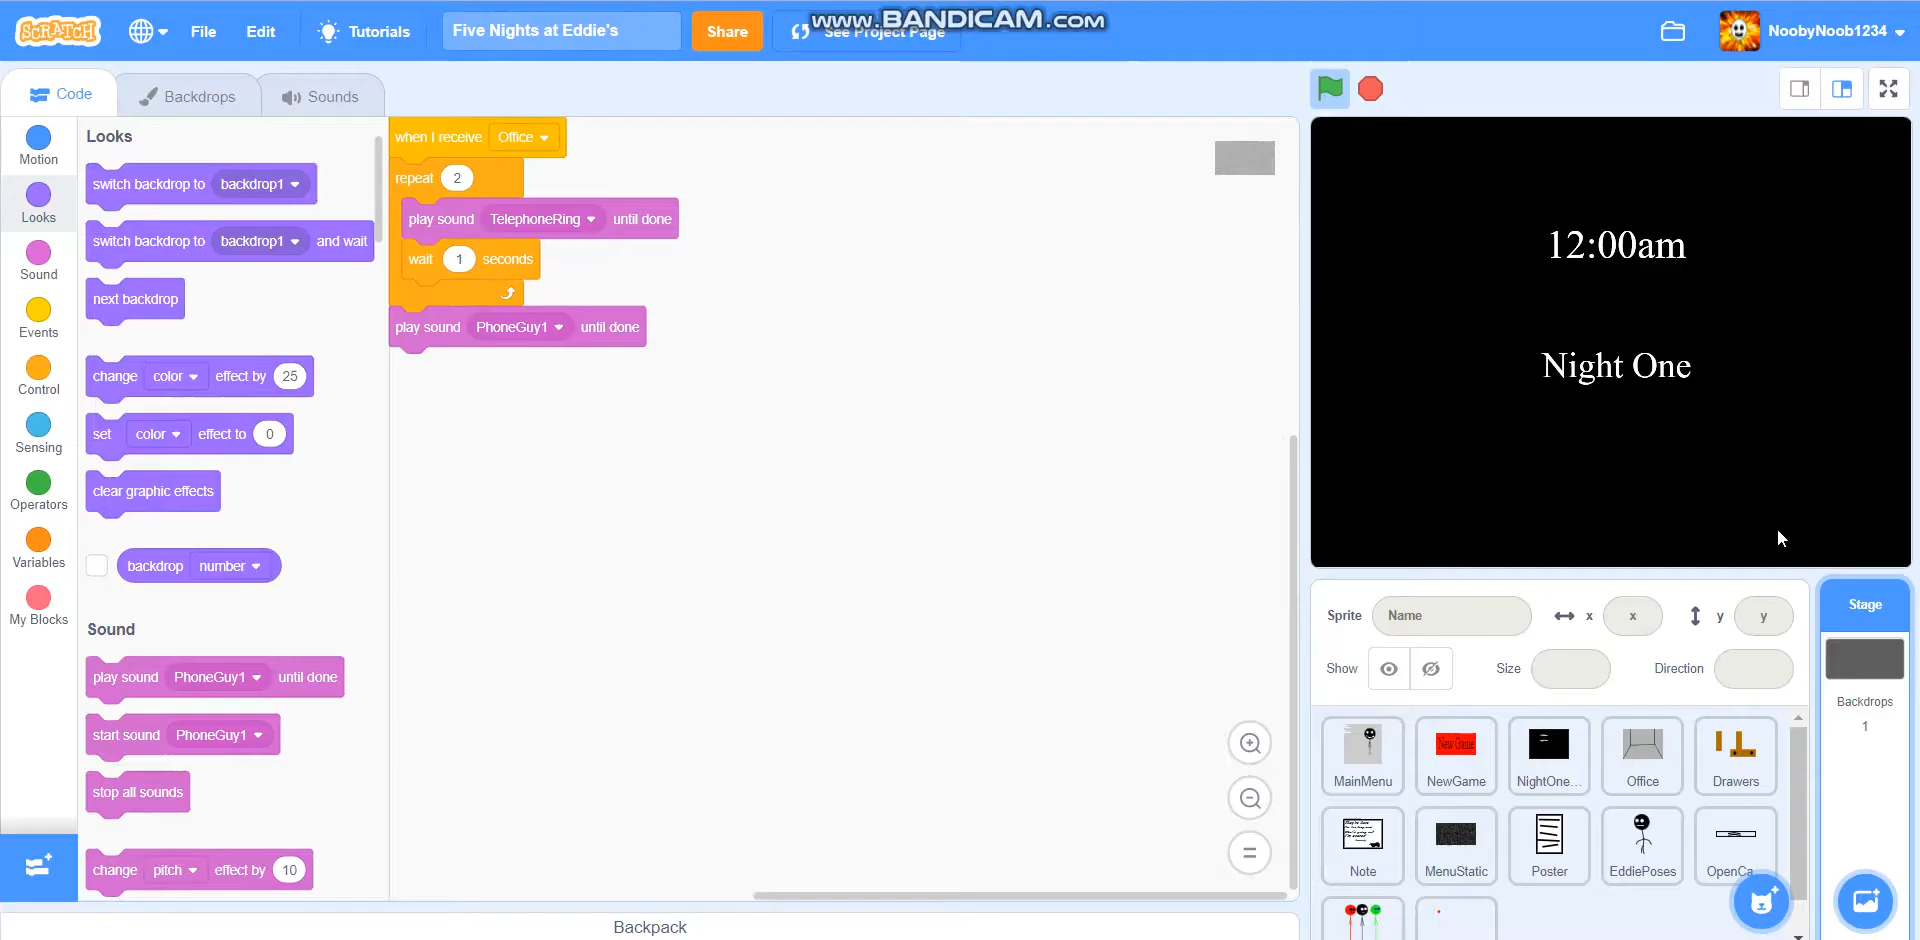 SCRATCH
File
Edit
Tutorials
Five Nights at Eddie's
Share
See Project Page
www.BANDICAM.com
NoobyNoob1234
Code
Backdrops
Sounds
Motion
Looks
Sound
Events
Control
Sensing
Operators
Variables
My Blocks
Looks
switch backdrop to backdrop1
switch backdrop to backdrop1 and wait
next backdrop
change color effect by 25
set color effect to 0
clear graphic effects
backdrop number
Sound
play sound PhoneGuy1 until done
start sound PhoneGuy1
stop all sounds
change pitch effect by 10
when I receive Office
repeat 2
play sound TelephoneRing until done
wait 1 seconds
play sound PhoneGuy1 until done
Backpack
12:00am
Night One
Sprite Name x x y y
Show Size Direction
Stage
Backdrops
1
MainMenu
New Game
NewGame
NightOne...
Office
Drawers
Note
MenuStatic
Poster
EddiePoses
OpenCa